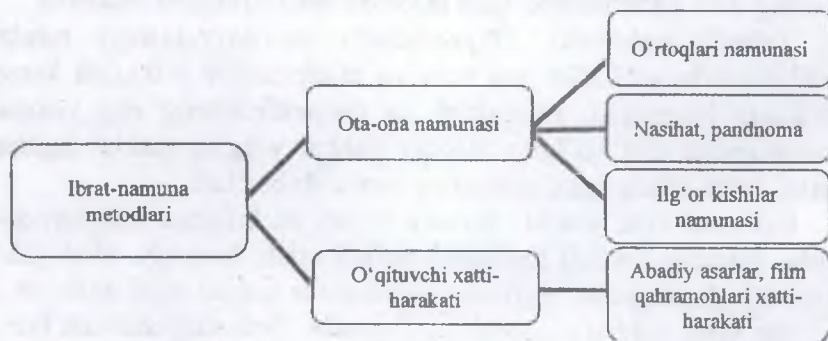 O‘rtoqlari namunasi
Ota-ona namunasi
Nasihat, pandnoma
Ibrat-namuna
metodlari
Ilg‘or kishilar
namunasi
O‘qituvchi xatti-
harakati
Abadiy asarlar, film
qahramonlari xatti-
harakati